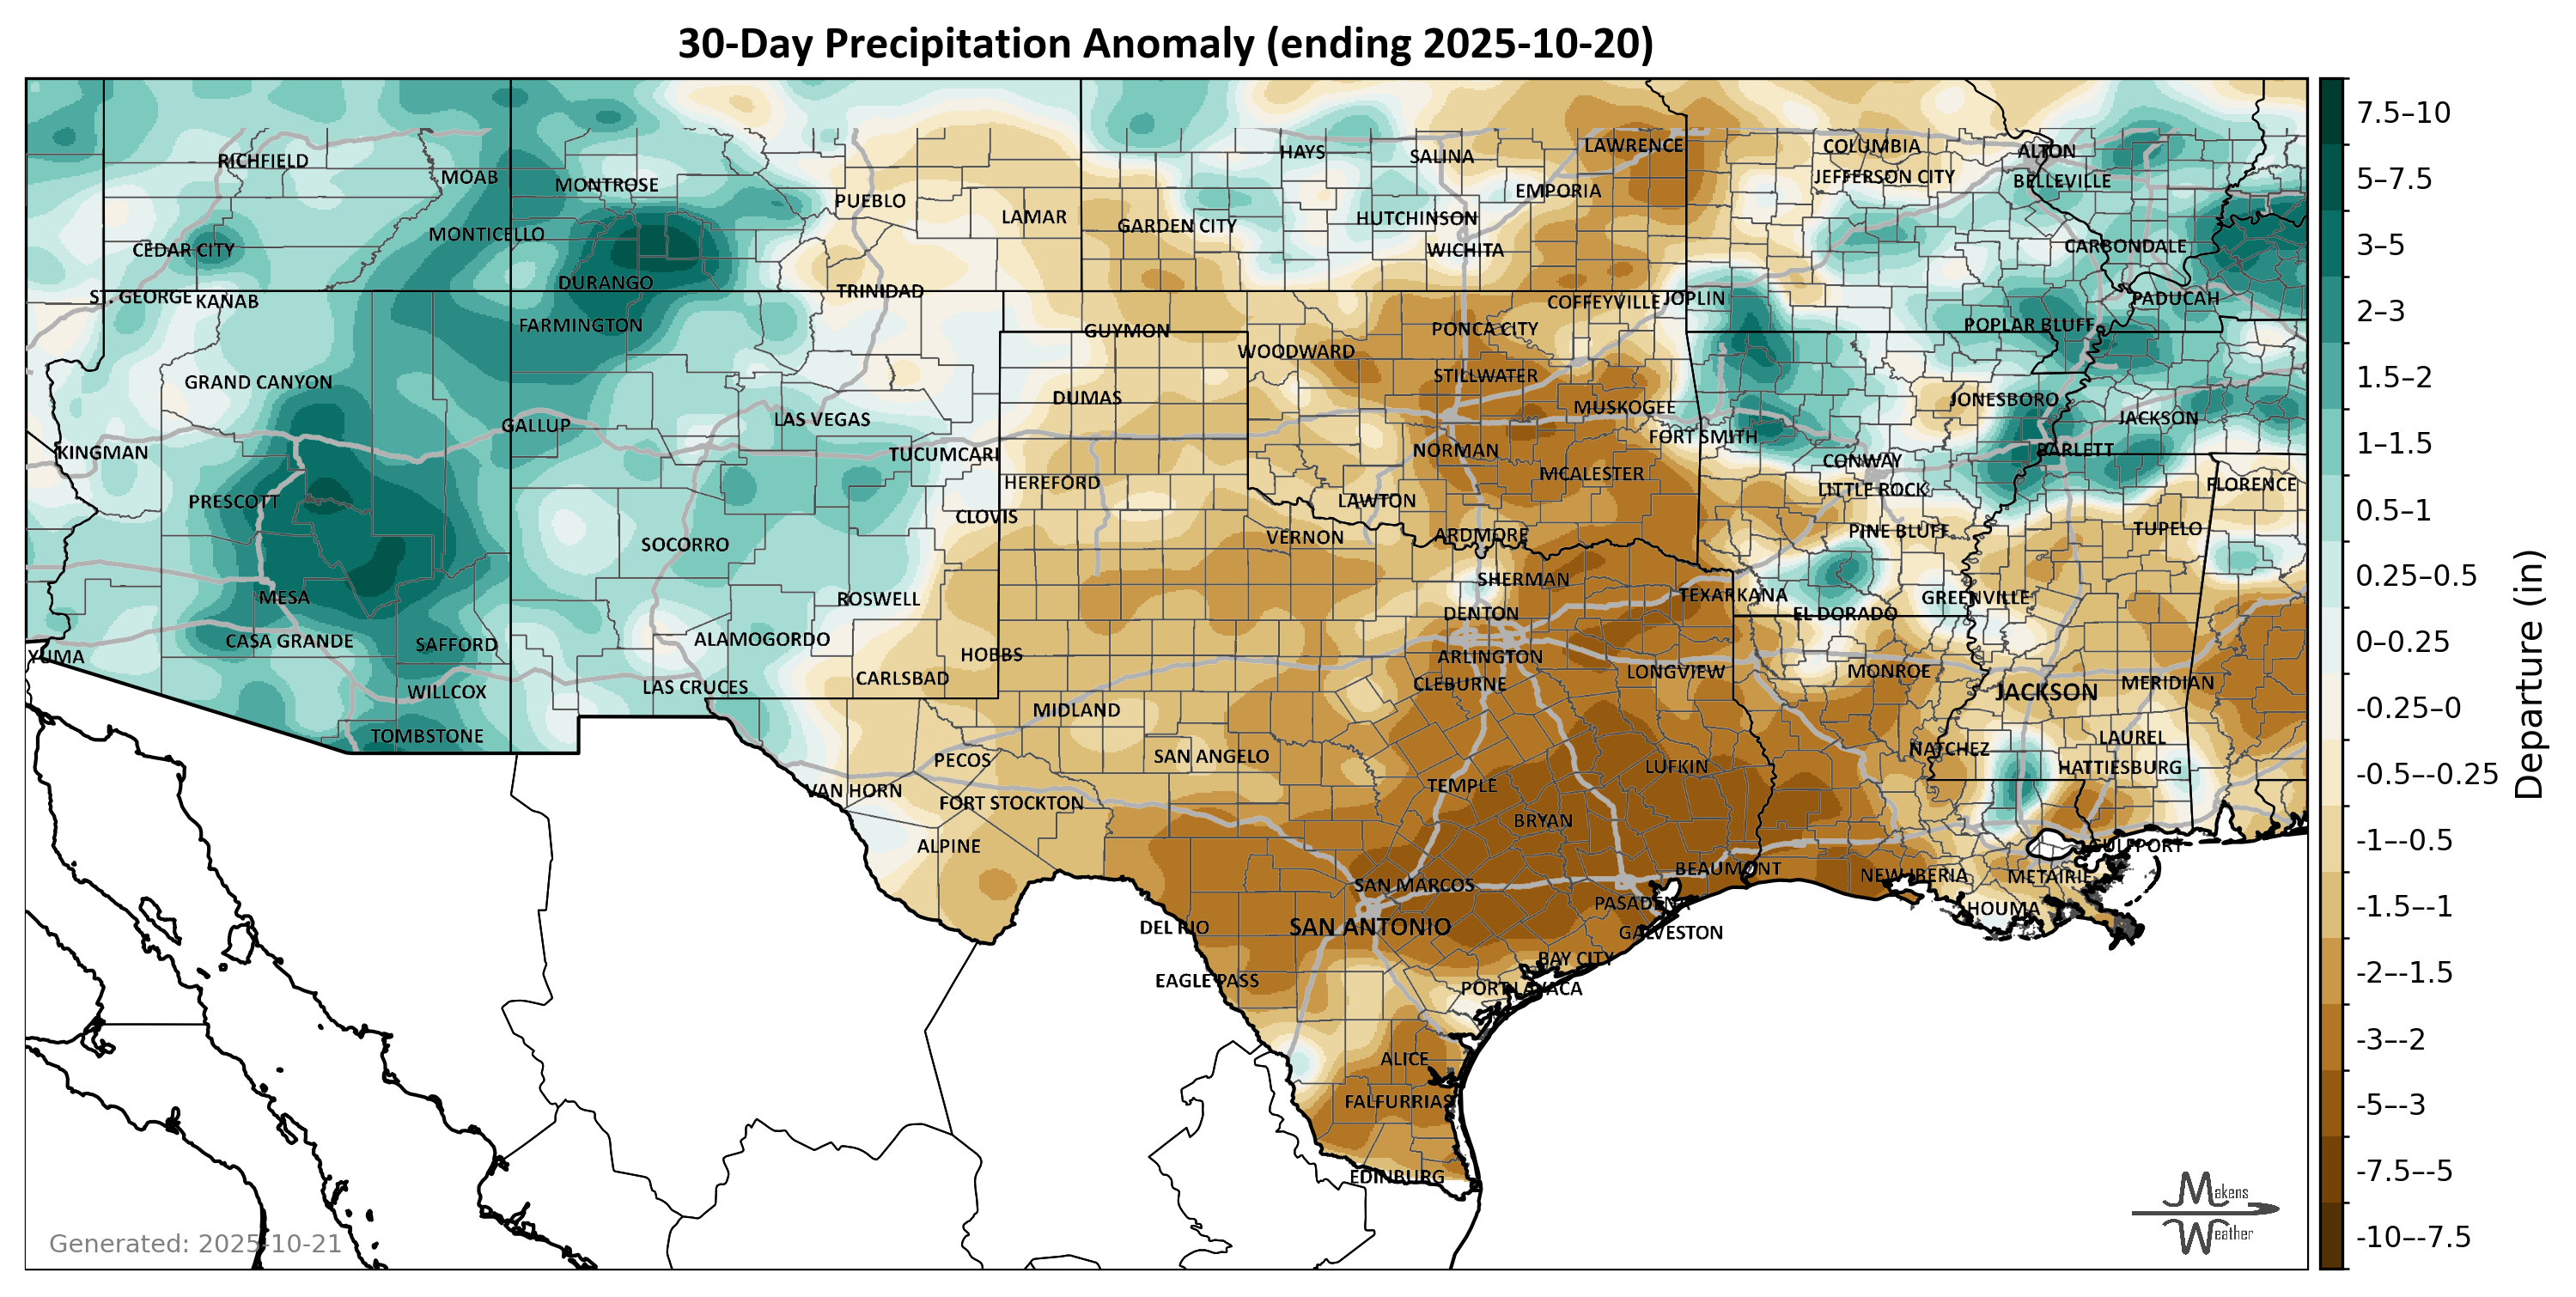 30-Day Precipitation Anomaly (ending 2025-10-20)
RICHFIELD
MOAB
MONTROSE
PUEBLO
LAMAR
HAYS
SALINA
LAWRENCE
EMPORIA
COLUMBIA
JEFFERSON CITY
ALTON
BELLEVILLE
CEDAR CITY
MONTICELLO
GARDEN CITY
HUTCHINSON
WICHITA
CARBONDALE
DURANGO
TRINIDAD
ST. GEORGE
KANAB
FARMINGTON
GUYMON
PONCA CITY
COFFEYVILLE
JOPLIN
PADUCAH
POPLAR BLUFF
WOODWARD
STILLWATER
GRAND CANYON
DUMAS
MUSKOGEE
JONESBORO
JACKSON
GALLUP
LAS VEGAS
KINGMAN
TUCUMCARI
NORMAN
FORT SMITH
BARLETT
CONWAY
PRESCOTT
HEREFORD
LAWTON
MCALESTER
LITTLE ROCK
FLORENCE
CLOVIS
SOCORRO
VERNON
ARDMORE
PINE BLUFF
TUPELO
MESA
ROSWELL
SHERMAN
DENTON
TEXARKANA
EL DORADO
GREENVILLE
CASA GRANDE
SAFFORD
ALAMOGORDO
YUMA
HOBBS
ARLINGTON
CARLSBAD
CLEBURNE
LONGVIEW
MONROE
WILLCOX
LAS CRUCES
JACKSON
MERIDIAN
MIDLAND
TOMBSTONE
PECOS
SAN ANGELO
NATCHEZ
LAUREL
HATTIESBURG
LUFKIN
VAN HORN
FORT STOCKTON
TEMPLE
BRYAN
ALPINE
GULFPORT
SAN MARCOS
BEAUMONT
NEW IBERIA
METAIRIE
PASADENA
HOUMA
DEL RIO
SAN ANTONIO
GALVESTON
BAY CITY
EAGLE PASS
PORT LAVACA
ALICE
FALFURRIAS
EDINBURG
7.5–10
5–7.5
3–5
2–3
1.5–2
1–1.5
0.5–1
0.25–0.5
0–0.25
-0.25–0
-0.5–-0.25
-1–-0.5
-1.5–-1
-2–-1.5
-3–-2
-5–-3
-7.5–-5
-10–-7.5
Departure (in)
Generated: 2025-10-21
Makens
Weather